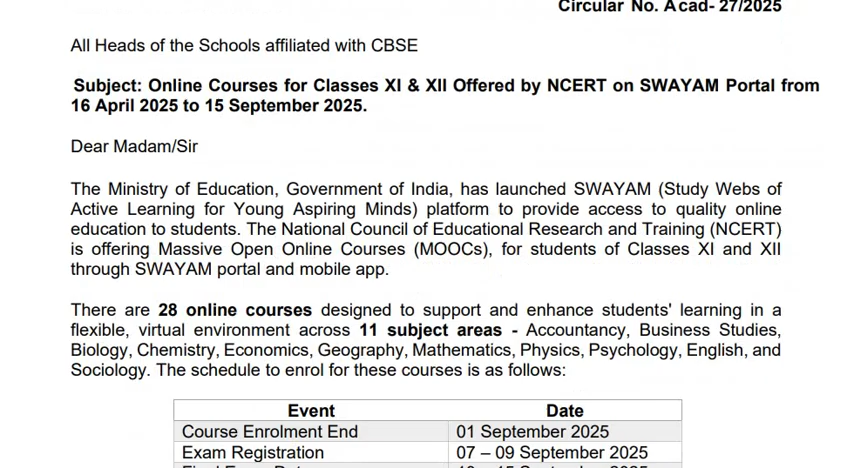 Circular No. Acad- 27/2025
All Heads of the Schools affiliated with CBSE
Subject: Online Courses for Classes XI & XII Offered by NCERT on SWAYAM Portal from
16 April 2025 to 15 September 2025.
Dear Madam/Sir
The Ministry of Education, Government of India, has launched SWAYAM (Study Webs of
Active Learning for Young Aspiring Minds) platform to provide access to quality online
education to students. The National Council of Educational Research and Training (NCERT)
is offering Massive Open Online Courses (MOOCs), for students of Classes XI and XII
through SWAYAM portal and mobile app.
There are 28 online courses designed to support and enhance students' learning in a
flexible, virtual environment across 11 subject areas - Accountancy, Business Studies,
Biology, Chemistry, Economics, Geography, Mathematics, Physics, Psychology, English, and
Sociology. The schedule to enrol for these courses is as follows:
Event Date
Course Enrolment End 01 September 2025
Exam Registration 07 – 09 September 2025